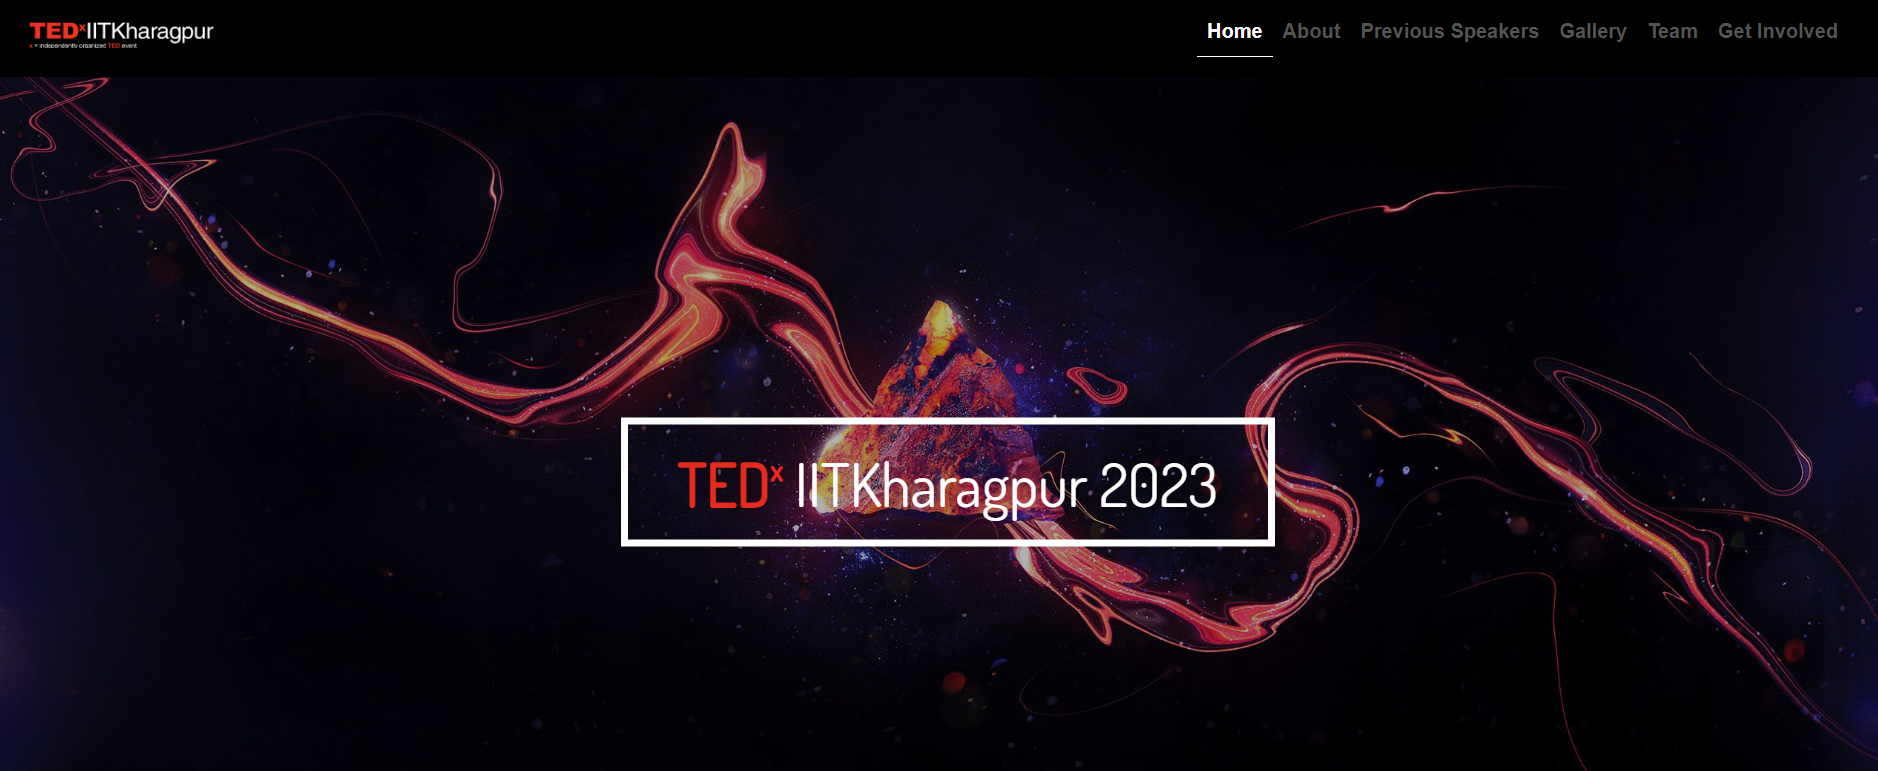 TEDxIITKharagpur
x = independently organized TED event
Home About Previous Speakers Gallery Team Get Involved
TEDx IITKharagpur 2023